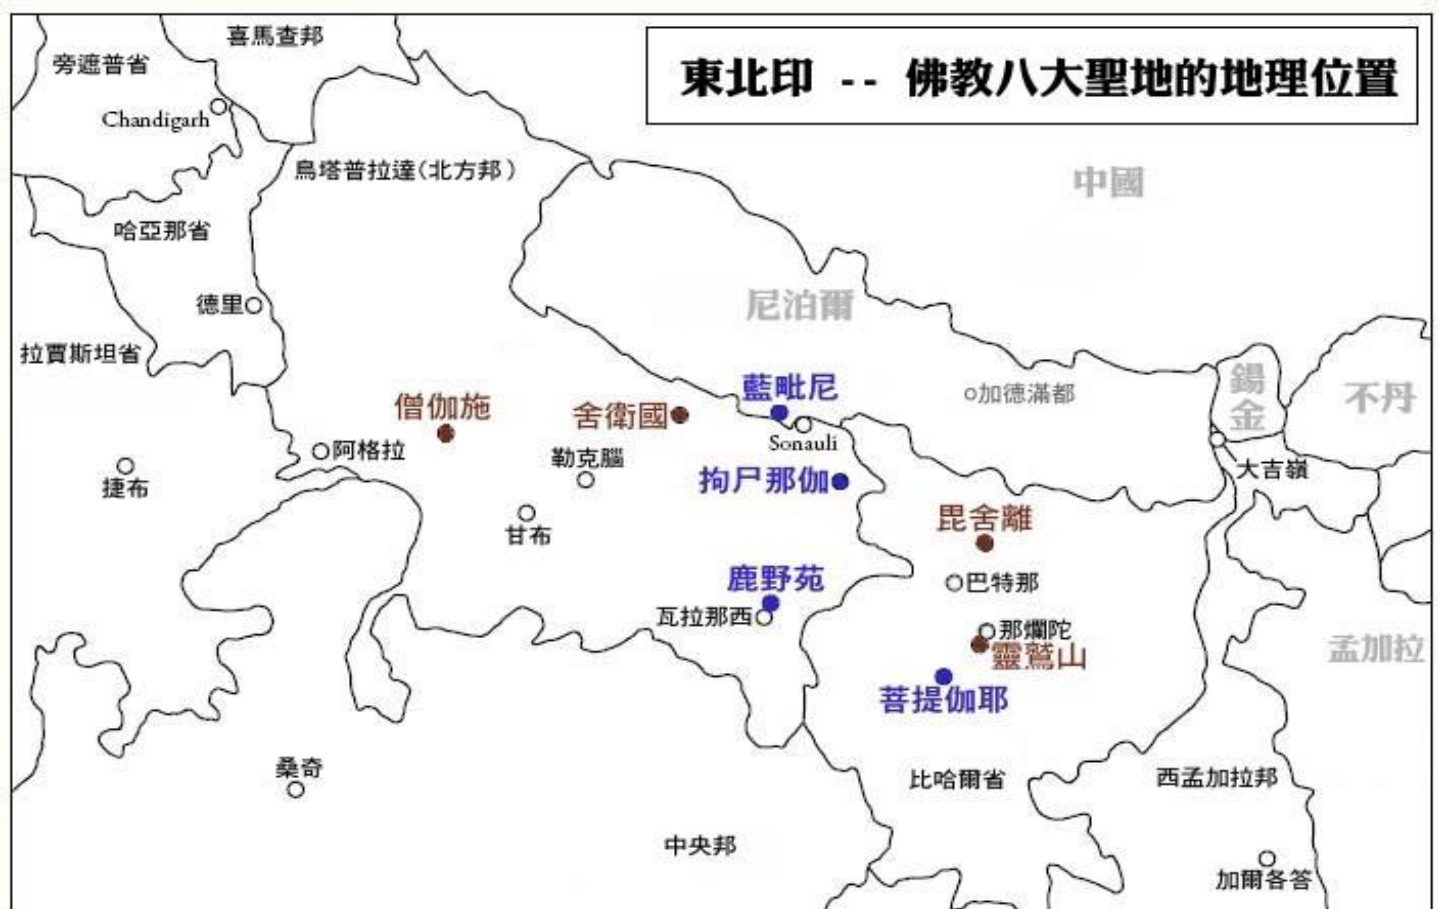 喜馬查邦
旁遮普省
東北印 -- 佛教八大聖地的地理位置
Chandigarh
烏塔普拉達(北方邦)
中國
哈亞那省
德里
尼泊爾
拉賈斯坦省
藍毗尼
加德滿都
錫金
不丹
僧伽施
舍衛國
Sonauli
阿格拉
勒克腦
大吉嶺
捷布
拘尸那伽
毘舍離
甘布
鹿野苑
巴特那
瓦拉那西
那爛陀
靈鷲山
孟加拉
菩提伽耶
桑奇
比哈爾省
西孟加拉邦
中央邦
加爾各答